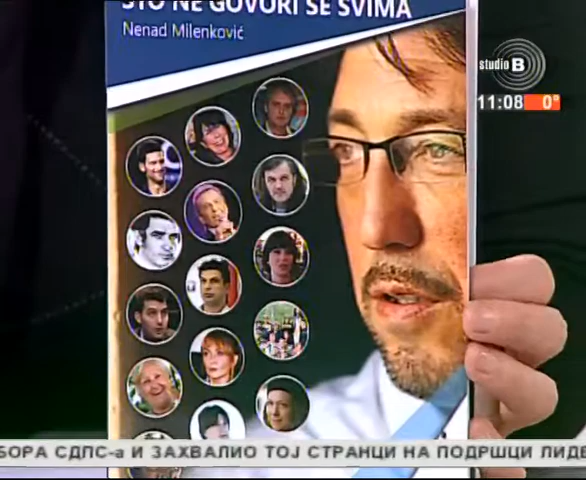 ŠTO NE GOVORI SE SVIMA
Nenad Milenković
studio B
11:08 0°
БОРА СДПС-а И ЗАХВАЛИО ТОЈ СТРАНЦИ НА ПОДРШЦИ ЛИДЕ